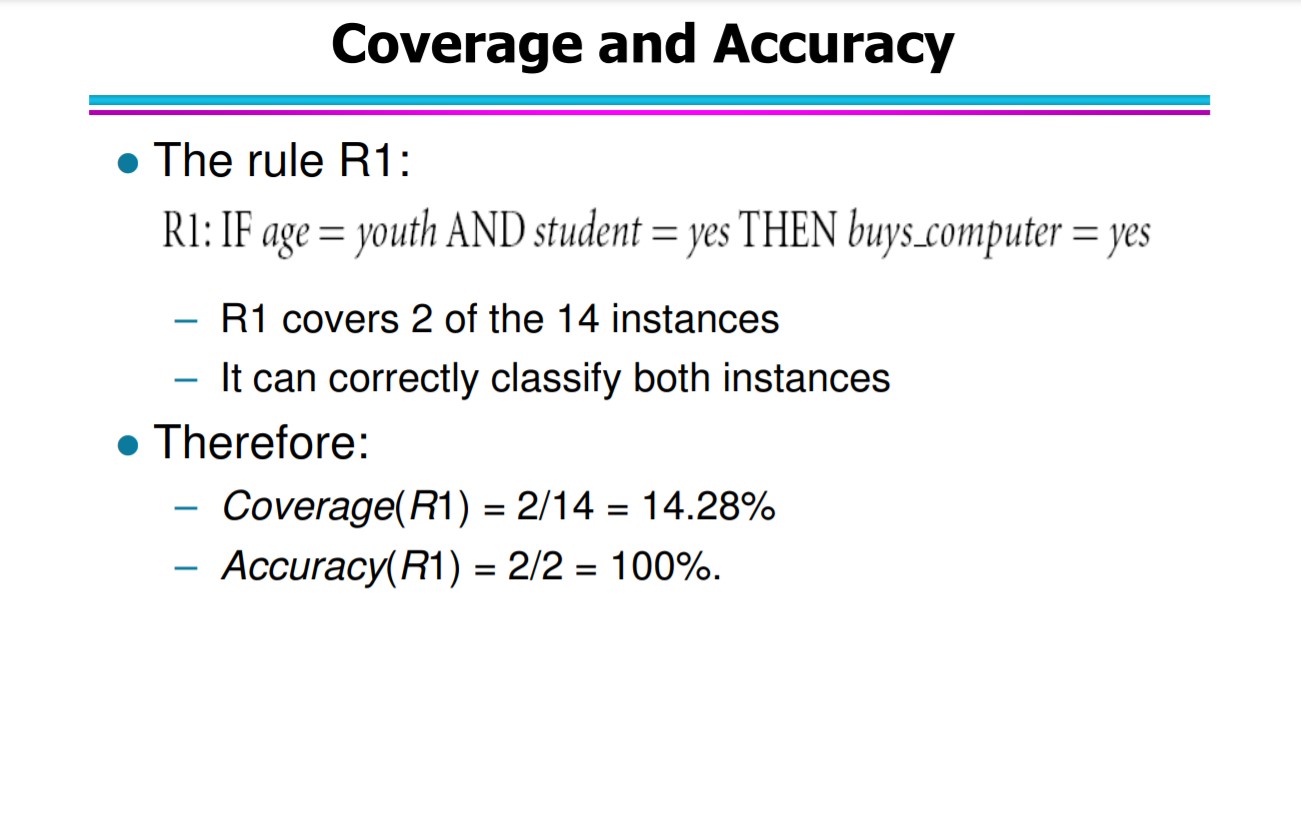 Coverage and Accuracy
● The rule R1:
R1: IF age = youth AND student = yes THEN buys_computer = yes
– R1 covers 2 of the 14 instances
– It can correctly classify both instances
● Therefore:
– Coverage(R1) = 2/14 = 14.28%
– Accuracy(R1) = 2/2 = 100%.